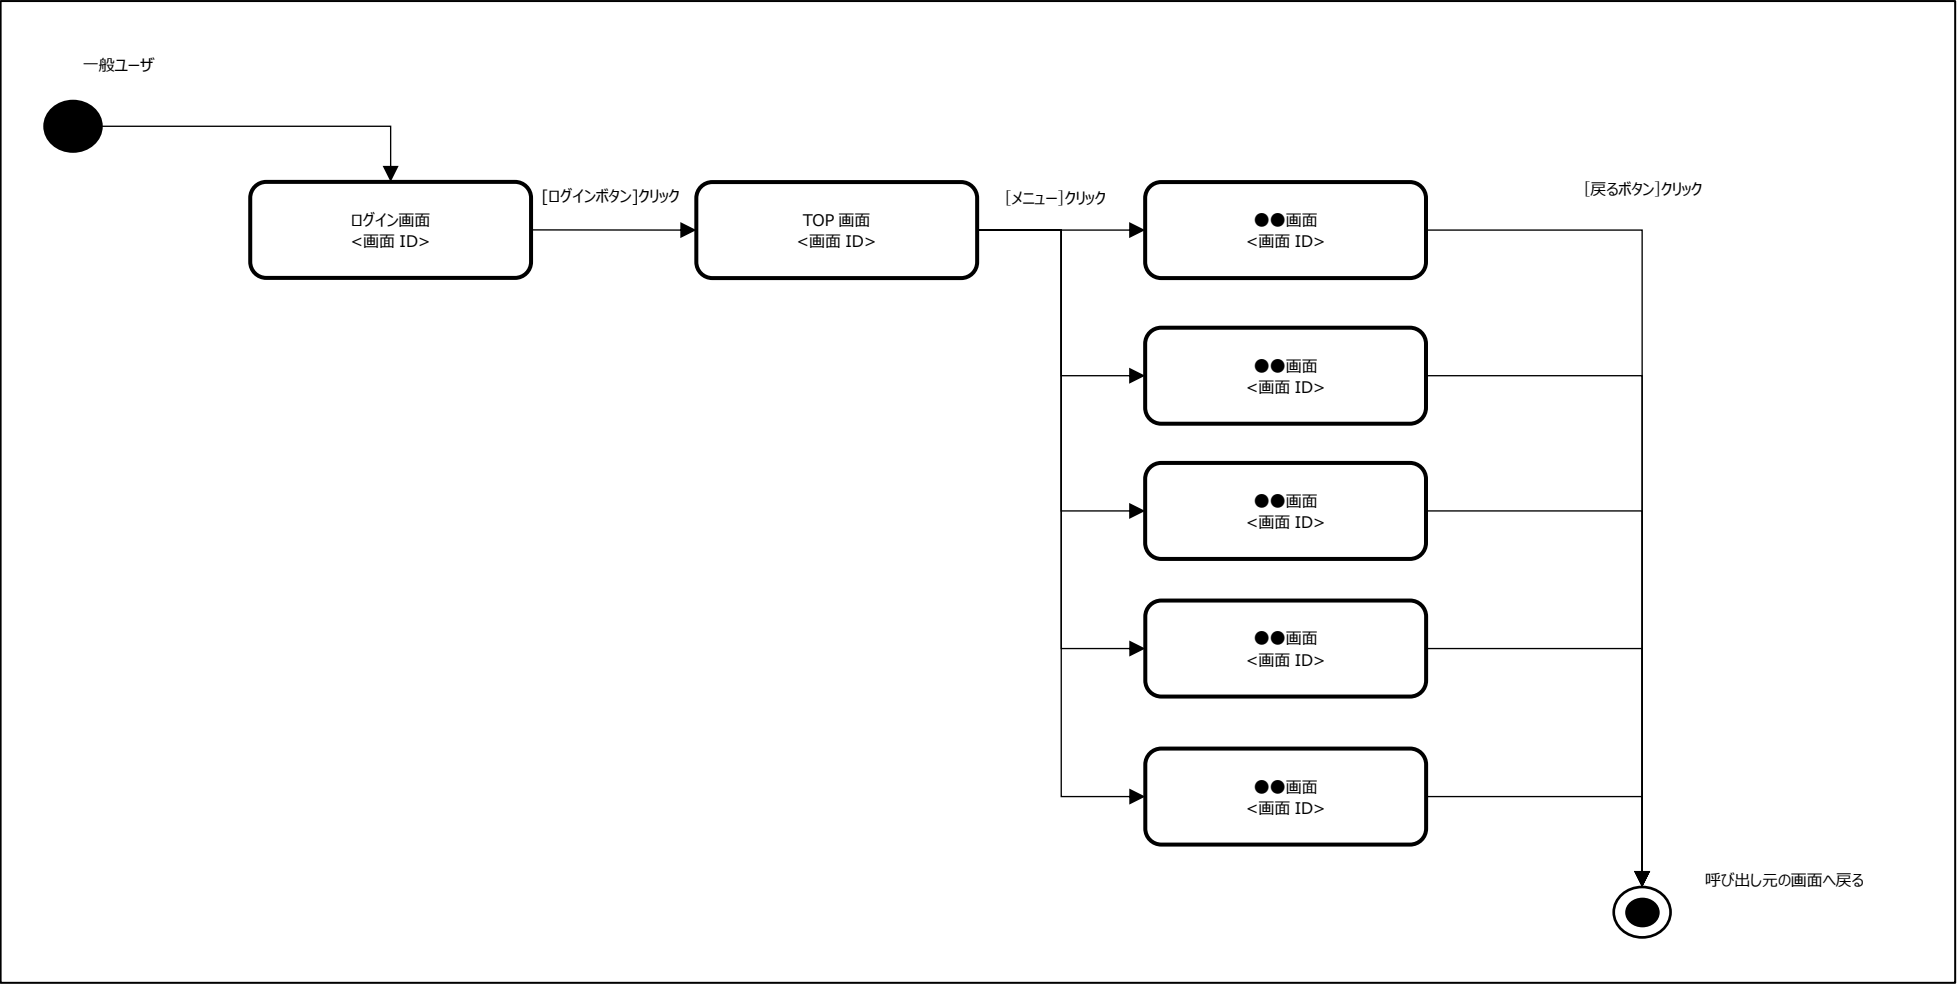 一般ユーザ
ログイン画面
<画面 ID>
[ログインボタン]クリック
TOP 画面
<画面 ID>
[メニュー]クリック
●●画面
<画面 ID>
[戻るボタン]クリック
●●画面
<画面 ID>
●●画面
<画面 ID>
●●画面
<画面 ID>
●●画面
<画面 ID>
呼び出し元の画面へ戻る